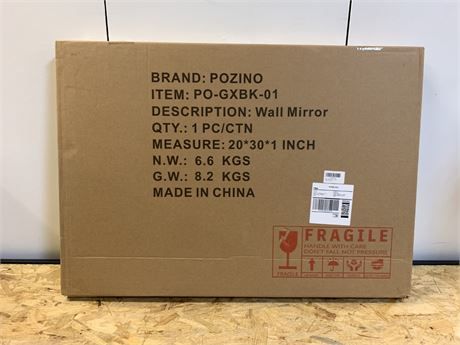 BRAND: POZINO
ITEM: PO-GXBK-01
DESCRIPTION: Wall Mirror
QTY.: 1 PC/CTN
MEASURE: 20*30*1 INCH
N.W.: 6.6 KGS
G.W.: 8.2 KGS
MADE IN CHINA
FRAGILE
HANDLE WITH CARE
DON'T FALL NOT PRESSURE
FRAGILE